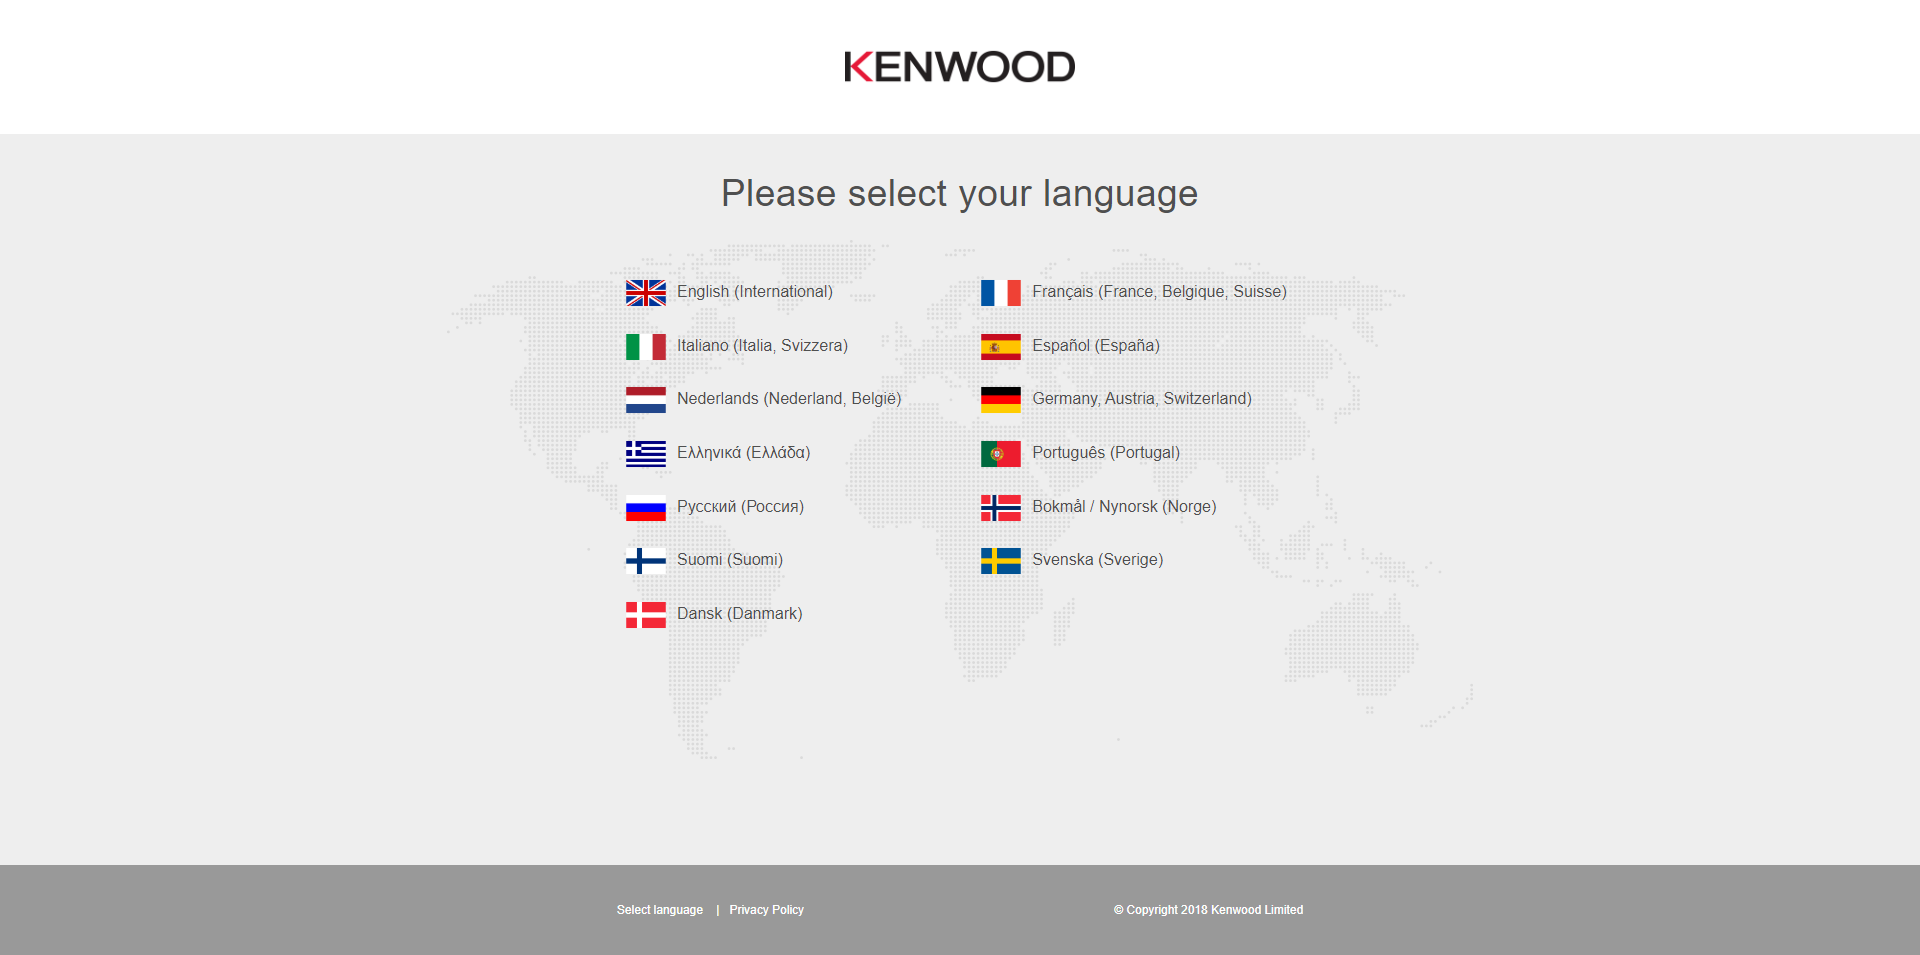 KENWOOD
Please select your language
English (International)
Français (France, Belgique, Suisse)
Italiano (Italia, Svizzera)
Español (España)
Nederlands (Nederland, België)
Germany, Austria, Switzerland)
Ελληνικά (Ελλάδα)
Português (Portugal)
Русский (Россия)
Bokmål / Nynorsk (Norge)
Suomi (Suomi)
Svenska (Sverige)
Dansk (Danmark)
Select language | Privacy Policy
© Copyright 2018 Kenwood Limited